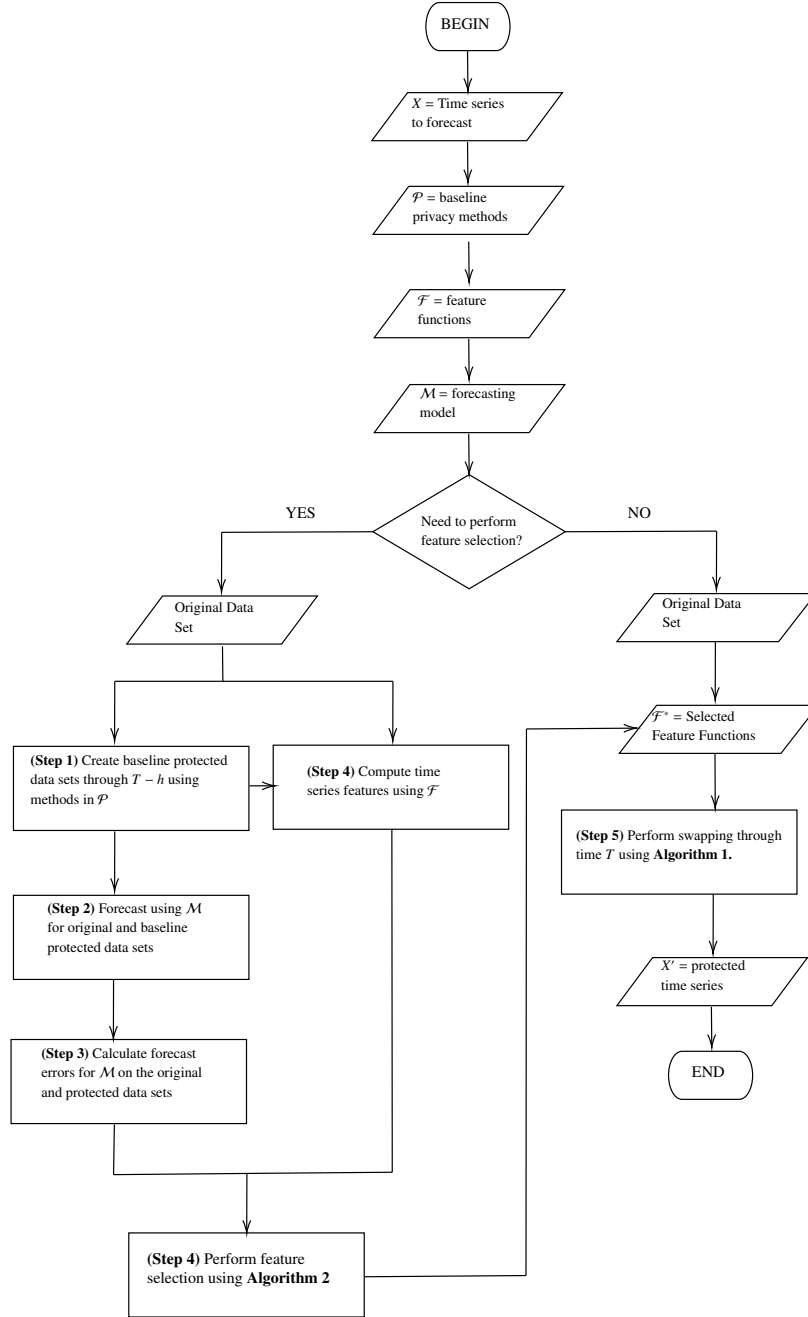 BEGIN
X = Time series
to forecast
𝒫 = baseline
privacy methods
ℱ = feature
functions
ℳ = forecasting
model
Need to perform
feature selection?
YES
NO
Original Data
Set
Original Data
Set
ℱ* = Selected
Feature Functions
(Step 1) Create baseline protected
data sets through T − h using
methods in 𝒫
(Step 4) Compute time
series features using ℱ
(Step 5) Perform swapping through
time T using Algorithm 1.
(Step 2) Forecast using ℳ
for original and baseline
protected data sets
X′ = protected
time series
(Step 3) Calculate forecast
errors for ℳ on the original
and protected data sets
END
(Step 4) Perform feature
selection using Algorithm 2